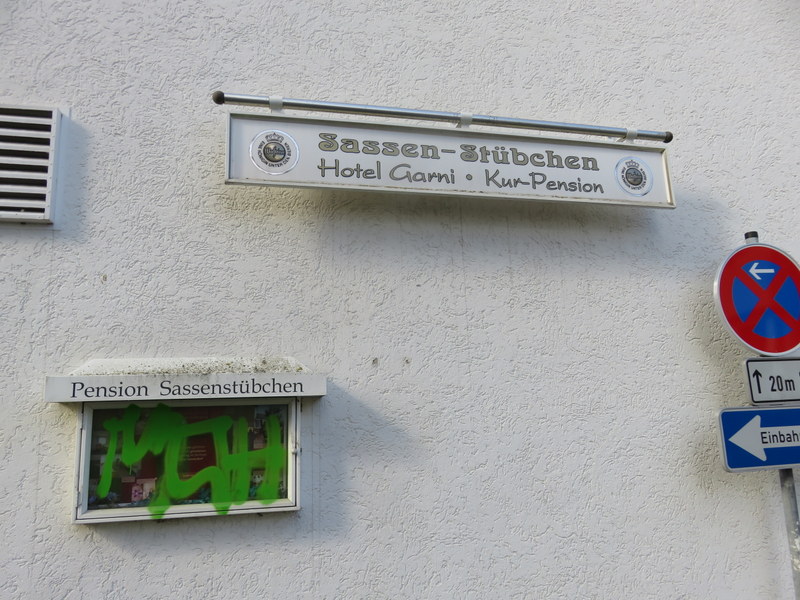 Sassen-Stübchen
Hotel Garni • Kur-Pension
Pension Sassenstübchen
20m
Einbah